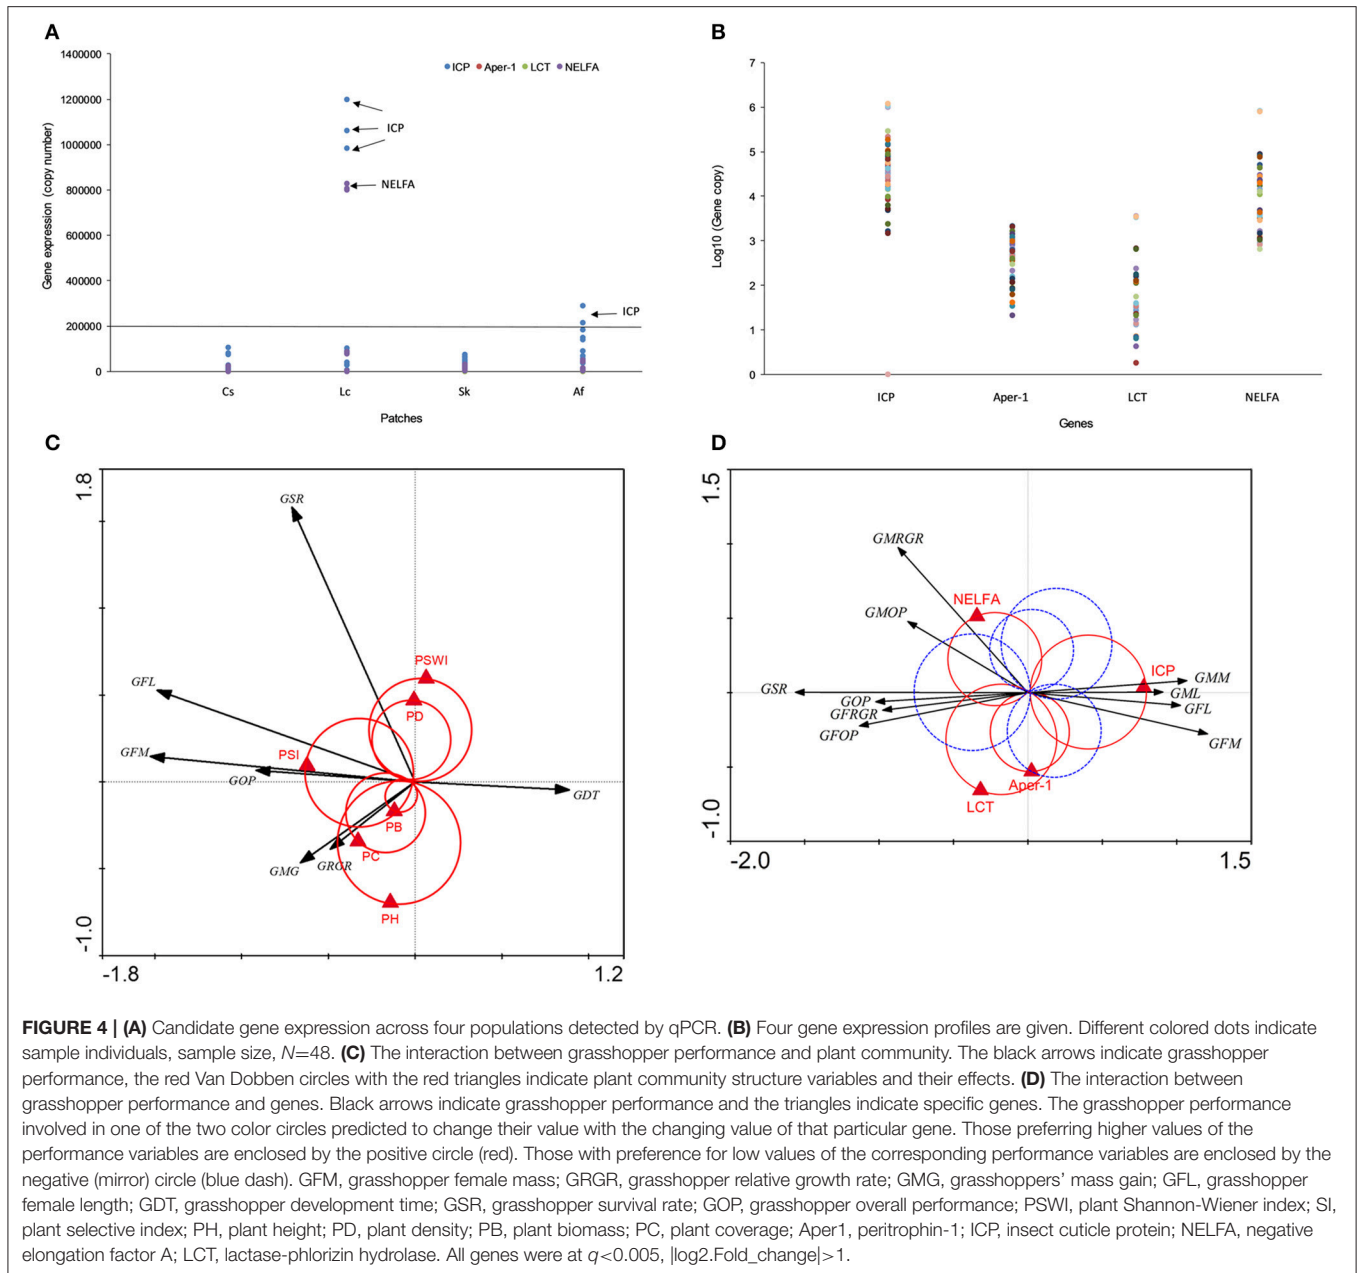 A
1400000
1200000
1000000
800000
600000
400000
200000
0
Gene expression (copy number)
ICP Aper-1 LCT NELFA
ICP
NELFA
ICP
Cs Lc Sk Af
Patches
B
7
6
5
4
3
2
1
0
Log10 (Gene copy)
ICP Aper-1 LCT NELFA
Genes
C
1.8
-1.0
-1.8 1.2
GSR
GFL
GFM
GOP
GMG
GRGR
GDT
PSWI
PD
PSI
PB
PC
PH
D
1.5
-1.0
-2.0 1.5
GMRGR
GMOP
NELFA
GSR
GOP
GFRGR
GFOP
ICP
GMM
GML
GFL
GFM
Aper-1
LCT
FIGURE 4 | (A) Candidate gene expression across four populations detected by qPCR. (B) Four gene expression profiles are given. Different colored dots indicate
sample individuals, sample size, N=48. (C) The interaction between grasshopper performance and plant community. The black arrows indicate grasshopper
performance, the red Van Dobben circles with the red triangles indicate plant community structure variables and their effects. (D) The interaction between
grasshopper performance and genes. Black arrows indicate grasshopper performance and the triangles indicate specific genes. The grasshopper performance
involved in one of the two color circles predicted to change their value with the changing value of that particular gene. Those preferring higher values of the
performance variables are enclosed by the positive circle (red). Those with preference for low values of the corresponding performance variables are enclosed by the
negative (mirror) circle (blue dash). GFM, grasshopper female mass; GRGR, grasshopper relative growth rate; GMG, grasshoppers' mass gain; GFL, grasshopper
female length; GDT, grasshopper development time; GSR, grasshopper survival rate; GOP, grasshopper overall performance; PSWI, plant Shannon-Wiener index; SI,
plant selective index; PH, plant height; PD, plant density; PB, plant biomass; PC, plant coverage; Aper1, peritrophin-1; ICP, insect cuticle protein; NELFA, negative
elongation factor A; LCT, lactase-phlorizin hydrolase. All genes were at q<0.005, |log2.Fold_change|>1.